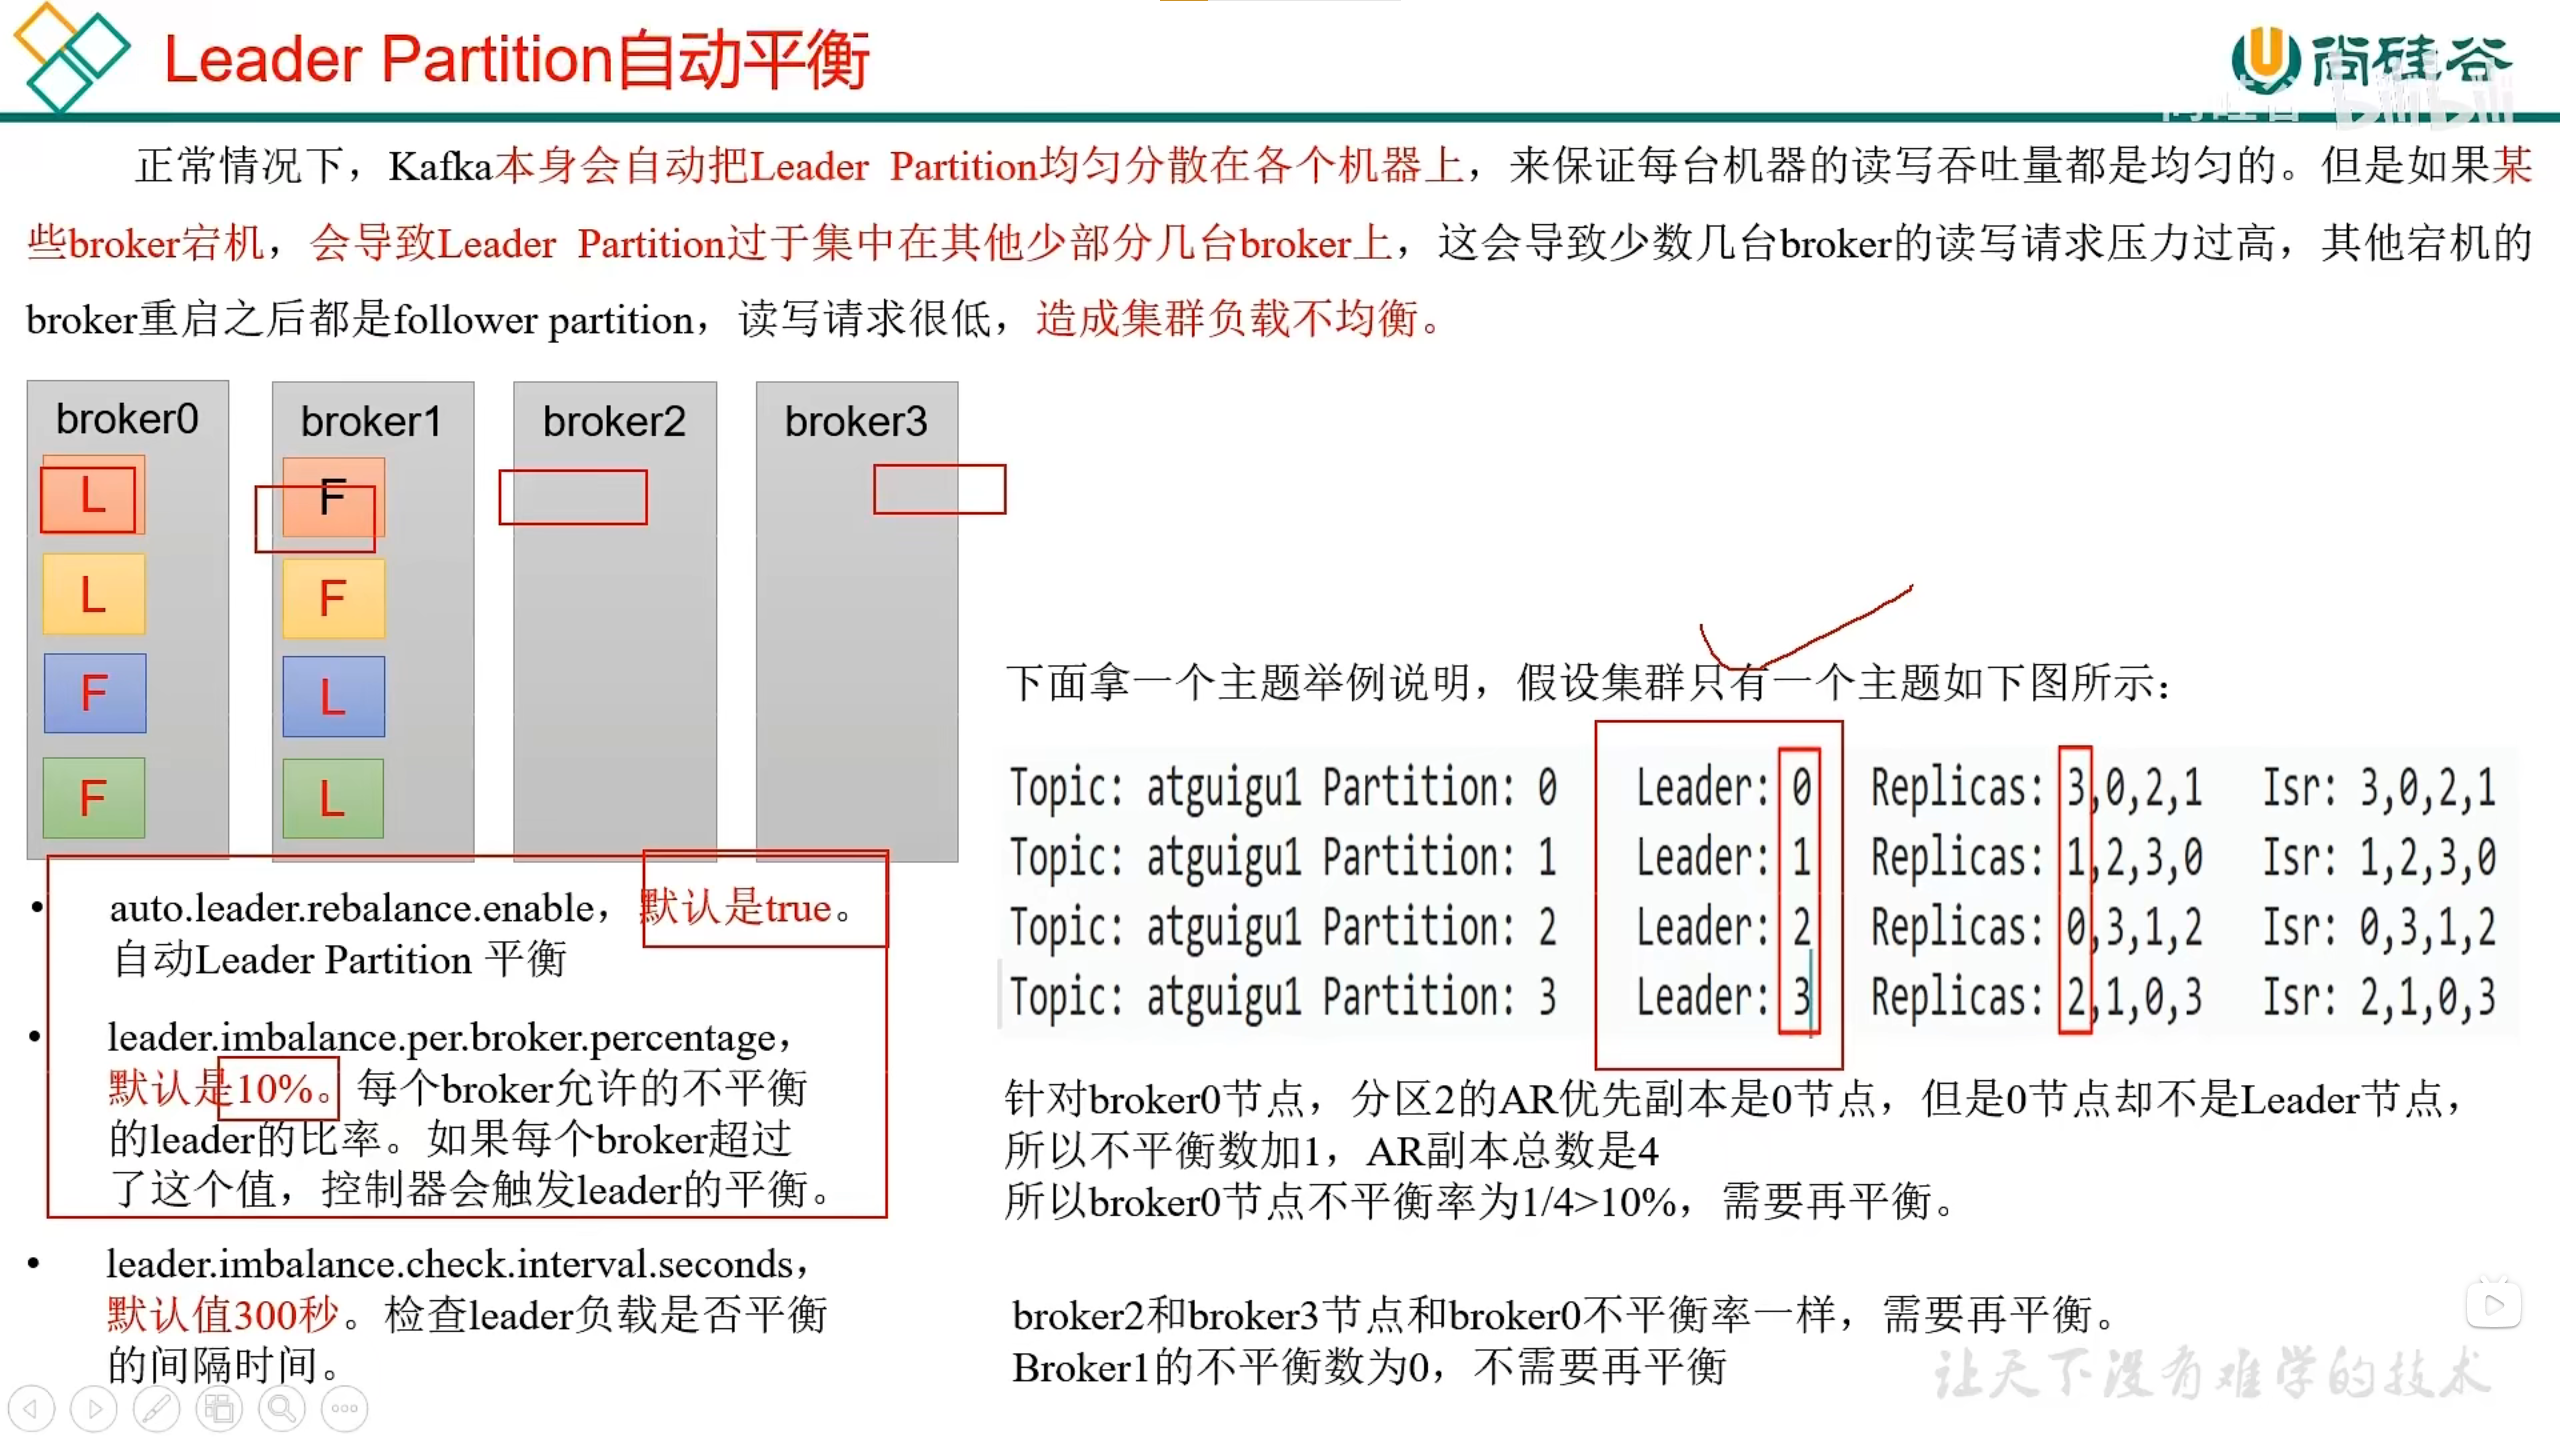 Leader Partition自动平衡
尚硅谷
尚硅谷 bilibili
正常情况下，Kafka本身会自动把Leader Partition均匀分散在各个机器上，来保证每台机器的读写吞吐量都是均匀的。但是如果某
些broker宕机，会导致Leader Partition过于集中在其他少部分几台broker上，这会导致少数几台broker的读写请求压力过高，其他宕机的
broker重启之后都是follower partition，读写请求很低，造成集群负载不均衡。
broker0 broker1 broker2 broker3
L F
L F
F L
F L
auto.leader.rebalance.enable，默认是true。
自动Leader Partition 平衡
• leader.imbalance.per.broker.percentage，
默认是10%。每个broker允许的不平衡
的leader的比率。如果每个broker超过
了这个值，控制器会触发leader的平衡。
• leader.imbalance.check.interval.seconds，
默认值300秒。检查leader负载是否平衡
的间隔时间。
下面拿一个主题举例说明，假设集群只有一个主题如下图所示：
Topic: atguigu1 Partition: 0 Leader: 0 Replicas: 3,0,2,1 Isr: 3,0,2,1
Topic: atguigu1 Partition: 1 Leader: 1 Replicas: 1,2,3,0 Isr: 1,2,3,0
Topic: atguigu1 Partition: 2 Leader: 2 Replicas: 0,3,1,2 Isr: 0,3,1,2
Topic: atguigu1 Partition: 3 Leader: 3 Replicas: 2,1,0,3 Isr: 2,1,0,3
针对broker0节点，分区2的AR优先副本是0节点，但是0节点却不是Leader节点，
所以不平衡数加1，AR副本总数是4
所以broker0节点不平衡率为1/4>10%，需要再平衡。
broker2和broker3节点和broker0不平衡率一样，需要再平衡。
Broker1的不平衡数为0，不需要再平衡
让天下没有难学的技术